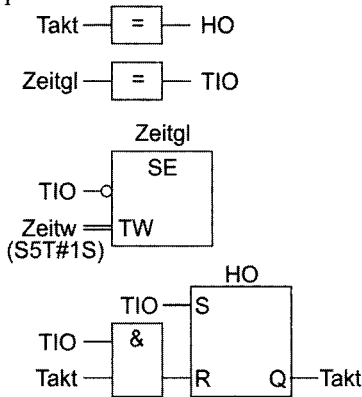 Takt = HO
Zeitgl = TIO
Zeitgl
SE
TIO
Zeitw TW
(S5T#1S)
HO
TIO S
TIO &
Takt R Q Takt